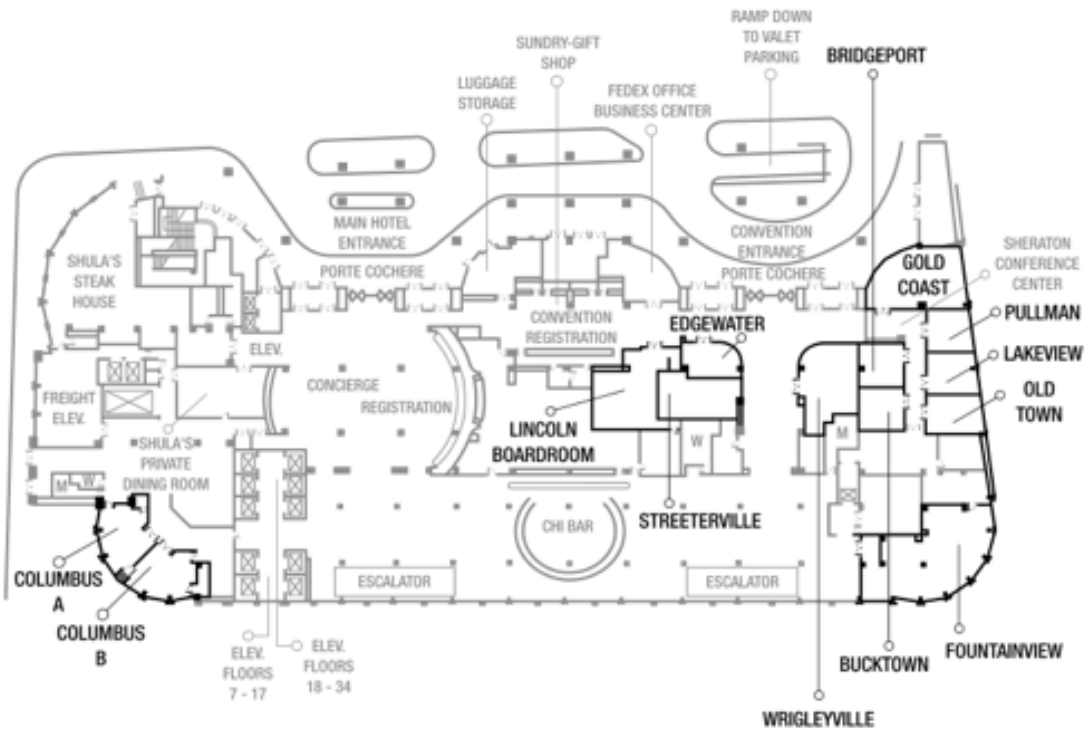 RAMP DOWN
TO VALET
PARKING
SUNDRY-GIFT
SHOP
BRIDGEPORT
LUGGAGE
STORAGE
FEDEX OFFICE
BUSINESS CENTER
MAIN HOTEL
ENTRANCE
CONVENTION
ENTRANCE
SHULA'S
STEAK
HOUSE
PORTE COCHERE
PORTE COCHERE
GOLD
COAST
SHERATON
CONFERENCE
CENTER
CONVENTION
REGISTRATION
EDGEWATER
PULLMAN
ELEV.
LAKEVIEW
CONCIERGE
REGISTRATION
FREIGHT
ELEV.
OLD
TOWN
LINCOLN
BOARDROOM
W
M
SHULA'S
PRIVATE
DINING ROOM
M
W
STREETERVILLE
CHI BAR
COLUMBUS
A
ESCALATOR
ESCALATOR
COLUMBUS
B
ELEV.
FLOORS
7 - 17
ELEV.
FLOORS
18 - 34
BUCKTOWN
FOUNTAINVIEW
WRIGLEYVILLE